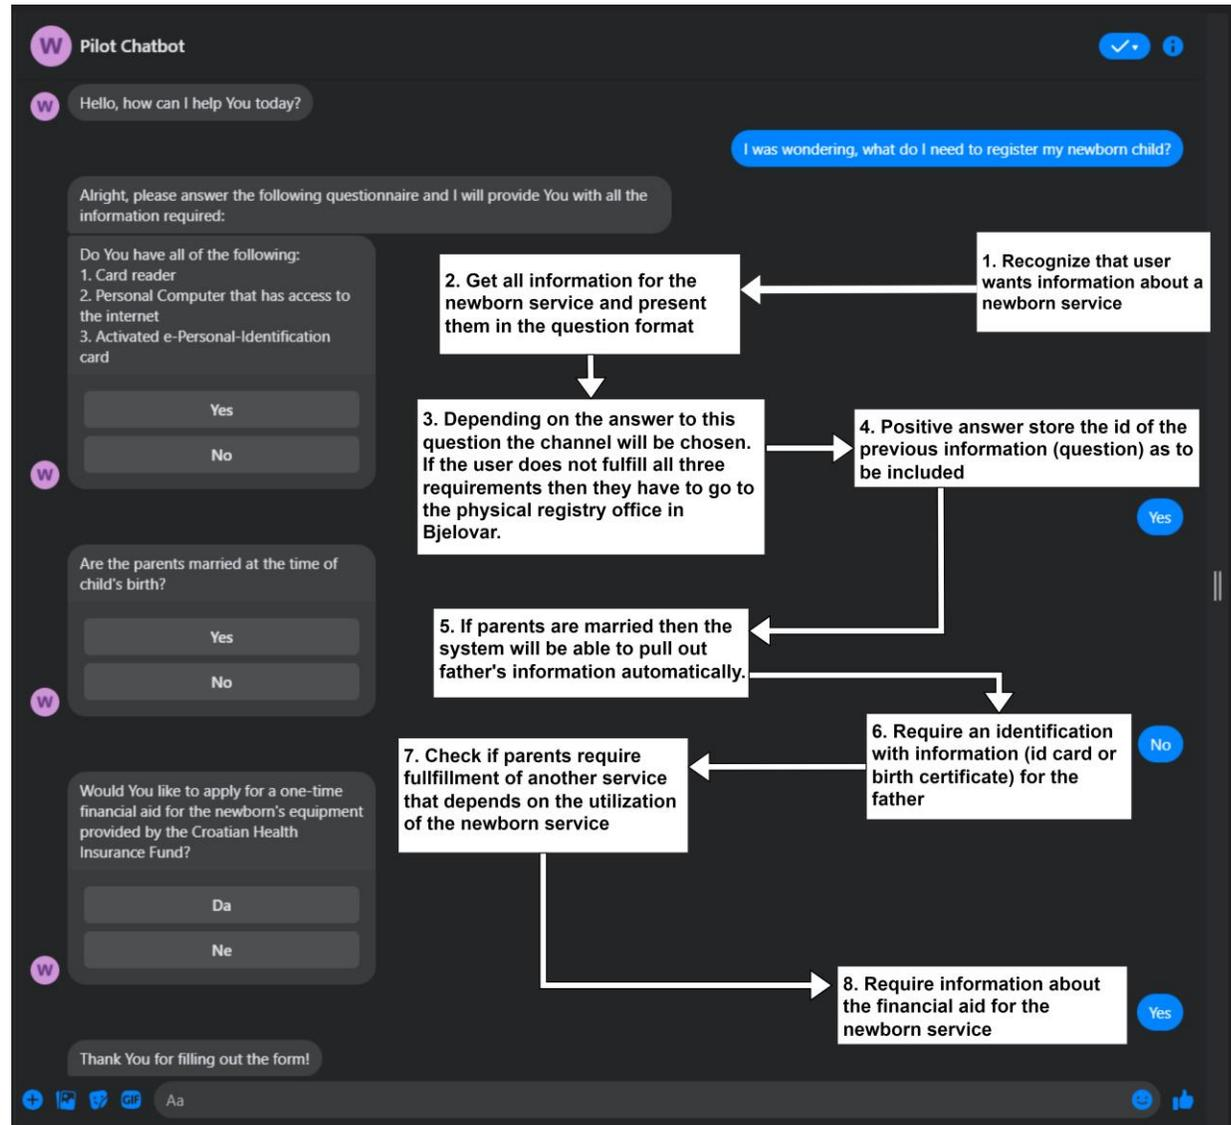 W
Pilot Chatbot
W
Hello, how can I help You today?
I was wondering, what do I need to register my newborn child?
Alright, please answer the following questionnaire and I will provide You with all the
information required:
Do You have all of the following:
1. Card reader
2. Personal Computer that has access to
the internet
3. Activated e-Personal-Identification
card
Yes
No
W
1. Recognize that user
wants information about a
newborn service
2. Get all information for the
newborn service and present
them in the question format
3. Depending on the answer to this
question the channel will be chosen.
If the user does not fulfill all three
requirements then they have to go to
the physical registry office in
Bjelovar.
4. Positive answer store the id of the
previous information (question) as to
be included
Yes
Are the parents married at the time of
child's birth?
Yes
No
W
5. If parents are married then the
system will be able to pull out
father's information automatically.
6. Require an identification
with information (id card or
birth certificate) for the
father
No
7. Check if parents require
fullfillment of another service
that depends on the utilization
of the newborn service
Would You like to apply for a one-time
financial aid for the newborn's equipment
provided by the Croatian Health
Insurance Fund?
Da
Ne
W
8. Require information about
the financial aid for the
newborn service
Yes
Thank You for filling out the form!
GIF
Aa